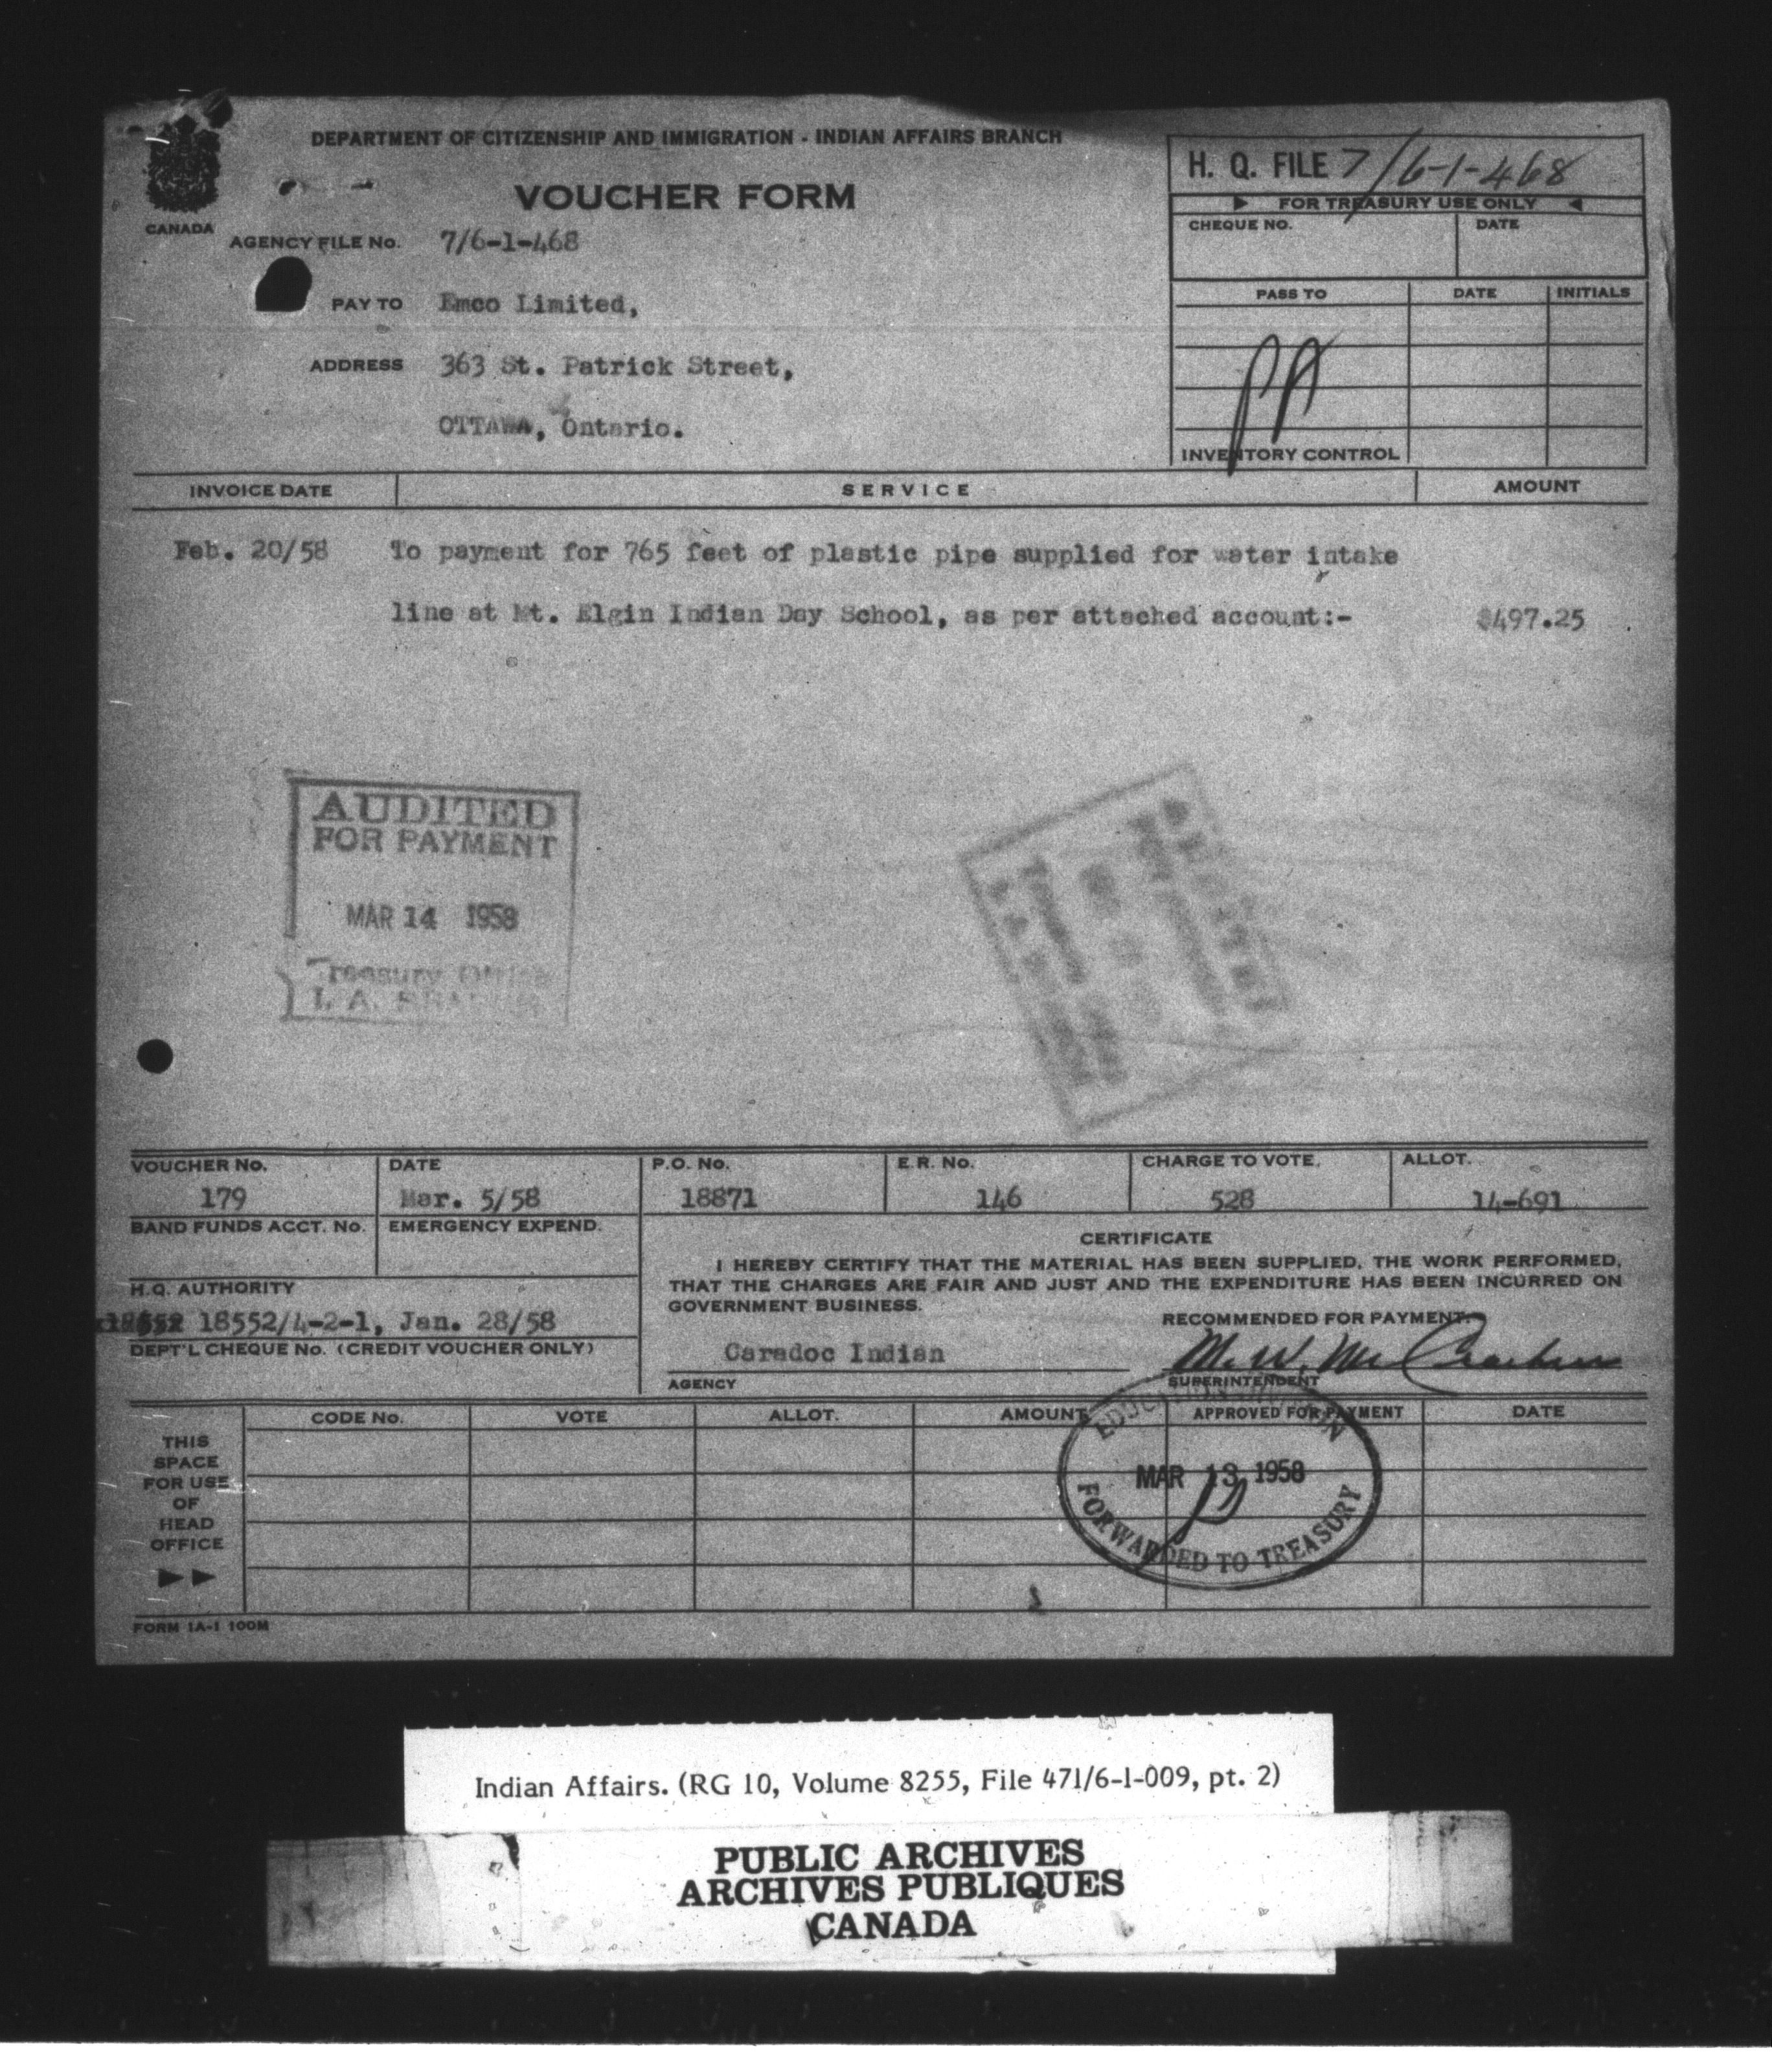 DEPARTMENT OF CITIZENSHIP AND IMMIGRATION - INDIAN AFFAIRS BRANCH
VOUCHER FORM
CANADA
H. Q. FILE 7/6-1-468
FOR TREASURY USE ONLY
CHEQUE NO. DATE
AGENCY FILE No. 7/6-1-468
PAY TO Emco Limited,
PASS TO DATE INITIALS
ADDRESS 363 St. Patrick Street,
OTTAWA, Ontario.
INVENTORY CONTROL
INVOICE DATE SERVICE AMOUNT
Feb. 20/58 To payment for 765 feet of plastic pipe supplied for water intake
line at Mt. Elgin Indian Day School, as per attached account:- $497.25
AUDITED
FOR PAYMENT
MAR 14 1958
Treasury Office
I. A. BRANCH
VOUCHER No. DATE P.O. No. E.R. No. CHARGE TO VOTE. ALLOT.
179 Mar. 5/58 18871 146 528 14-691
BAND FUNDS ACCT. No. EMERGENCY EXPEND.
CERTIFICATE
I HEREBY CERTIFY THAT THE MATERIAL HAS BEEN SUPPLIED, THE WORK PERFORMED,
THAT THE CHARGES ARE FAIR AND JUST AND THE EXPENDITURE HAS BEEN INCURRED ON
GOVERNMENT BUSINESS.
H.Q. AUTHORITY
18552/4-2-1, Jan. 28/58
DEPT'L CHEQUE No. (CREDIT VOUCHER ONLY)
RECOMMENDED FOR PAYMENT.
Caradoc Indian M. W. McCracken
AGENCY SUPERINTENDENT
CODE No. VOTE ALLOT. AMOUNT APPROVED FOR PAYMENT DATE
THIS
SPACE
FOR USE
OF
HEAD
OFFICE
EDUCATION DIVISION
MAR 13 1958
FORWARDED TO TREASURY
FORM 1A-1 100M
Indian Affairs. (RG 10, Volume 8255, File 471/6-1-009, pt. 2)
PUBLIC ARCHIVES
ARCHIVES PUBLIQUES
CANADA